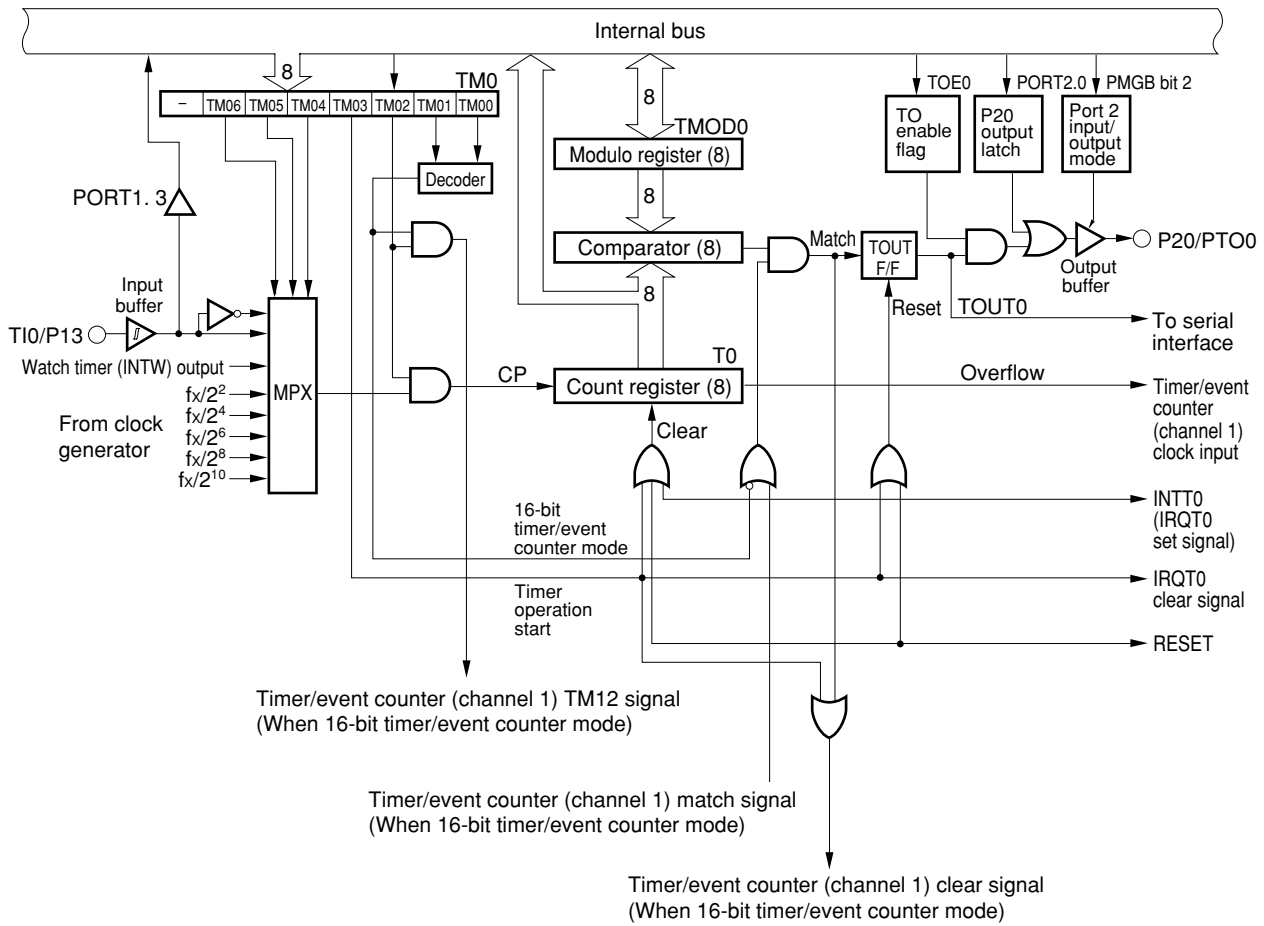 Internal bus
8
TM0
– TM06 TM05 TM04 TM03 TM02 TM01 TM00
Decoder
PORT1. 3
Input
buffer
TI0/P13
Watch timer (INTW) output
fx/2²
fx/2⁴
fx/2⁶
fx/2⁸
fx/2¹⁰
From clock
generator
MPX
CP
8
TMOD0
Modulo register (8)
8
Comparator (8)
8
T0
Count register (8)
Clear
Match
TOUT
F/F
Reset
TOUT0
TOE0
TO
enable
flag
PORT2.0
P20
output
latch
PMGB bit 2
Port 2
input/
output
mode
Output
buffer
P20/PTO0
To serial
interface
Overflow
Timer/event
counter
(channel 1)
clock input
INTT0
(IRQT0
set signal)
IRQT0
clear signal
RESET
16-bit
timer/event
counter mode
Timer
operation
start
Timer/event counter (channel 1) TM12 signal
(When 16-bit timer/event counter mode)
Timer/event counter (channel 1) match signal
(When 16-bit timer/event counter mode)
Timer/event counter (channel 1) clear signal
(When 16-bit timer/event counter mode)